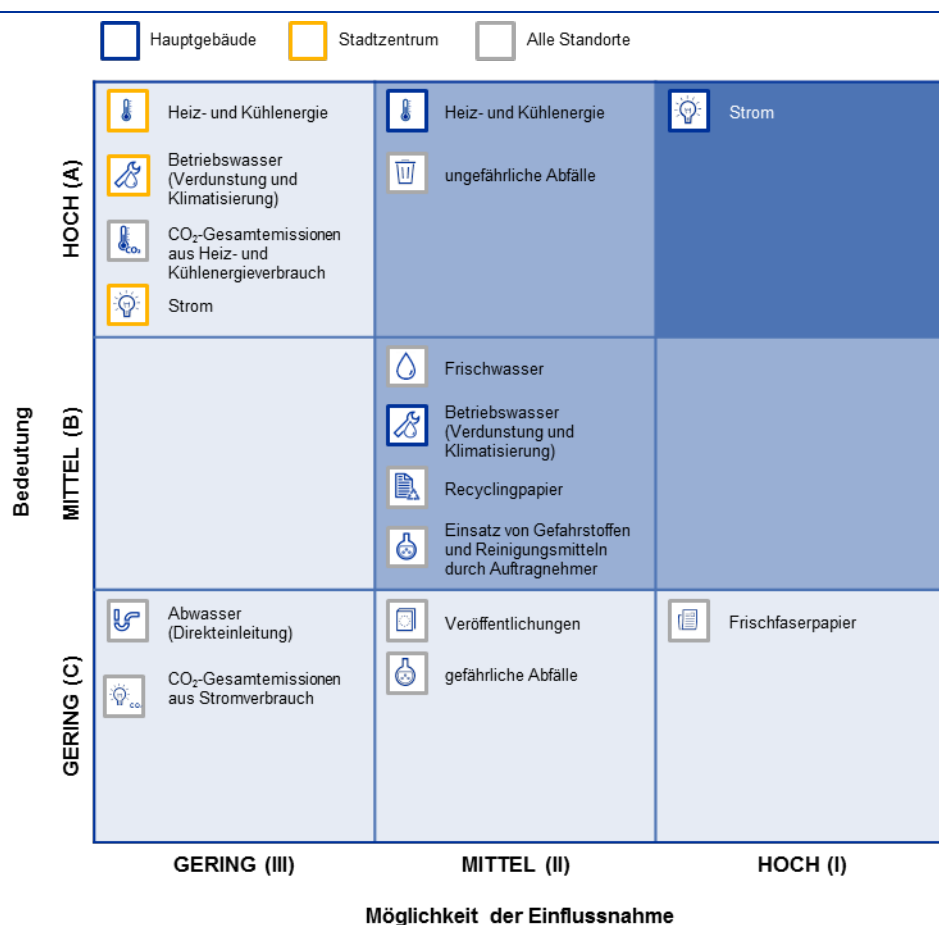 Hauptgebäude
Stadtzentrum
Alle Standorte
Bedeutung
HOCH (A)
Heiz- und Kühlenergie
Betriebswasser
(Verdunstung und
Klimatisierung)
CO₂-Gesamtemissionen
aus Heiz- und
Kühlenergieverbrauch
CO₂
Strom
Heiz- und Kühlenergie
ungefährliche Abfälle
Strom
MITTEL (B)
Frischwasser
Betriebswasser
(Verdunstung und
Klimatisierung)
Recyclingpapier
Einsatz von Gefahrstoffen
und Reinigungsmitteln
durch Auftragnehmer
GERING (C)
Abwasser
(Direkteinleitung)
CO₂-Gesamtemissionen
aus Stromverbrauch
Veröffentlichungen
gefährliche Abfälle
Frischfaserpapier
GERING (III)
MITTEL (II)
HOCH (I)
Möglichkeit der Einflussnahme